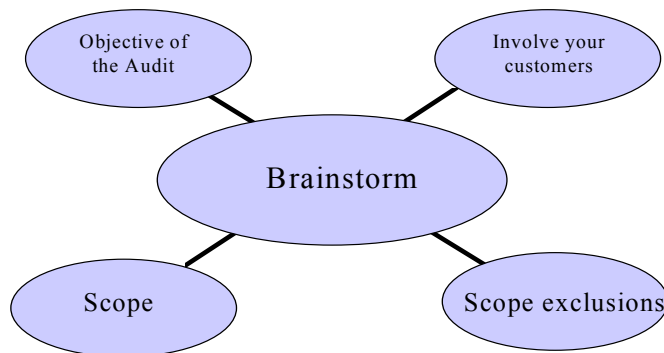 Objective of
the Audit
Involve your
customers
Brainstorm
Scope
Scope exclusions